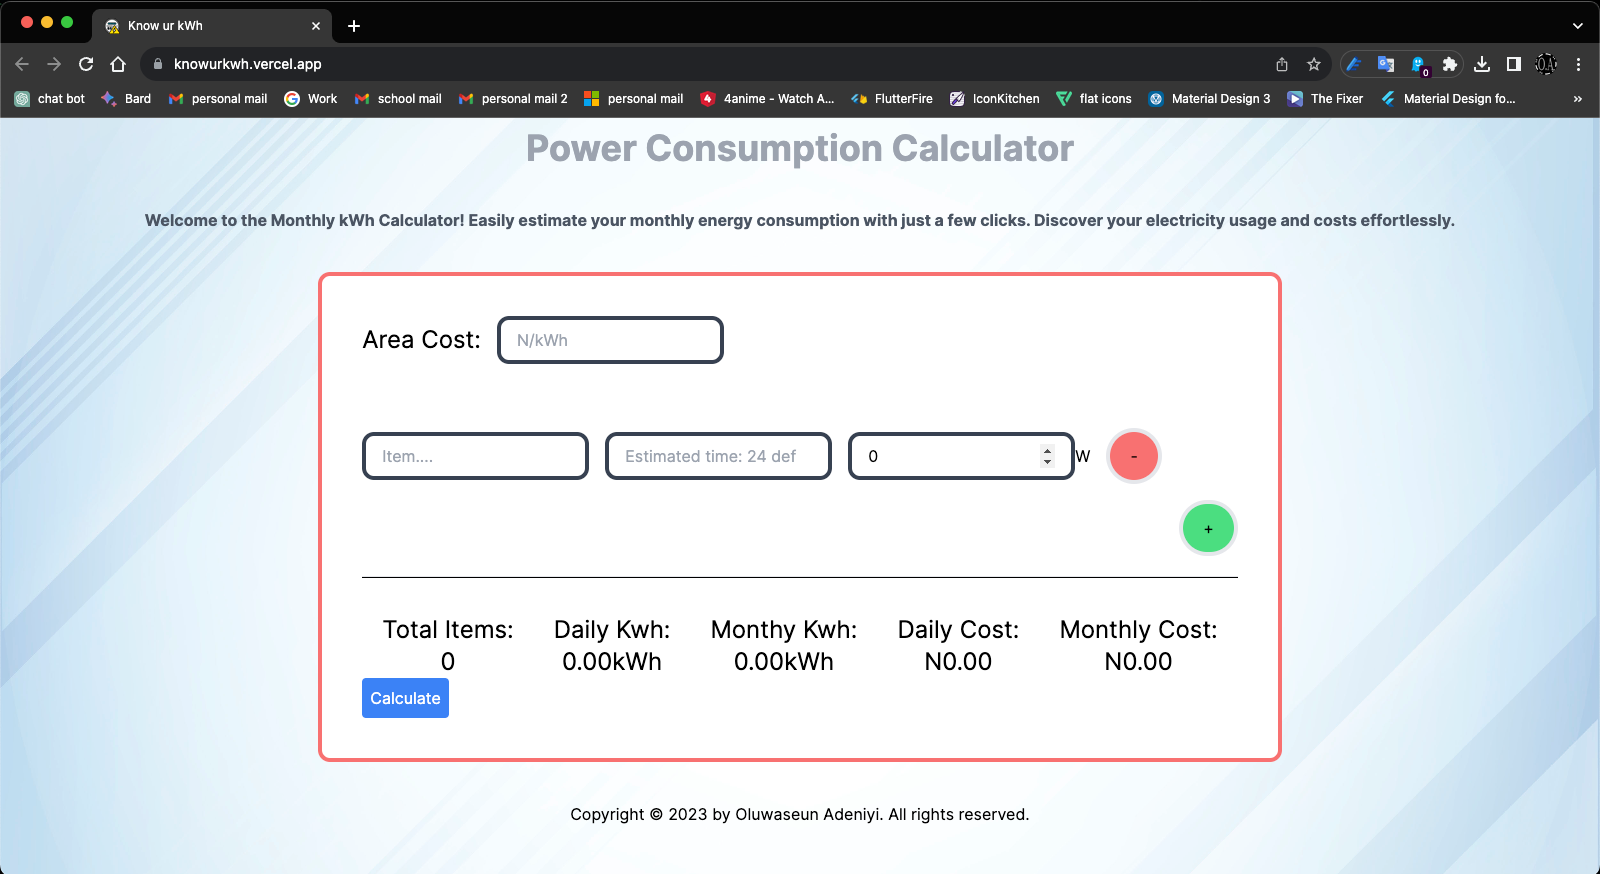 Know ur kWh
knowurkwh.vercel.app
0
O.A
chat bot Bard personal mail Work school mail personal mail 2 personal mail 4anime - Watch A... FlutterFire IconKitchen flat icons Material Design 3 The Fixer Material Design fo... »
Power Consumption Calculator
Welcome to the Monthly kWh Calculator! Easily estimate your monthly energy consumption with just a few clicks. Discover your electricity usage and costs effortlessly.
Area Cost: N/kWh
Item.... Estimated time: 24 def 0 W -
+
Total Items: Daily Kwh: Monthy Kwh: Daily Cost: Monthly Cost:
0 0.00kWh 0.00kWh N0.00 N0.00
Calculate
Copyright © 2023 by Oluwaseun Adeniyi. All rights reserved.